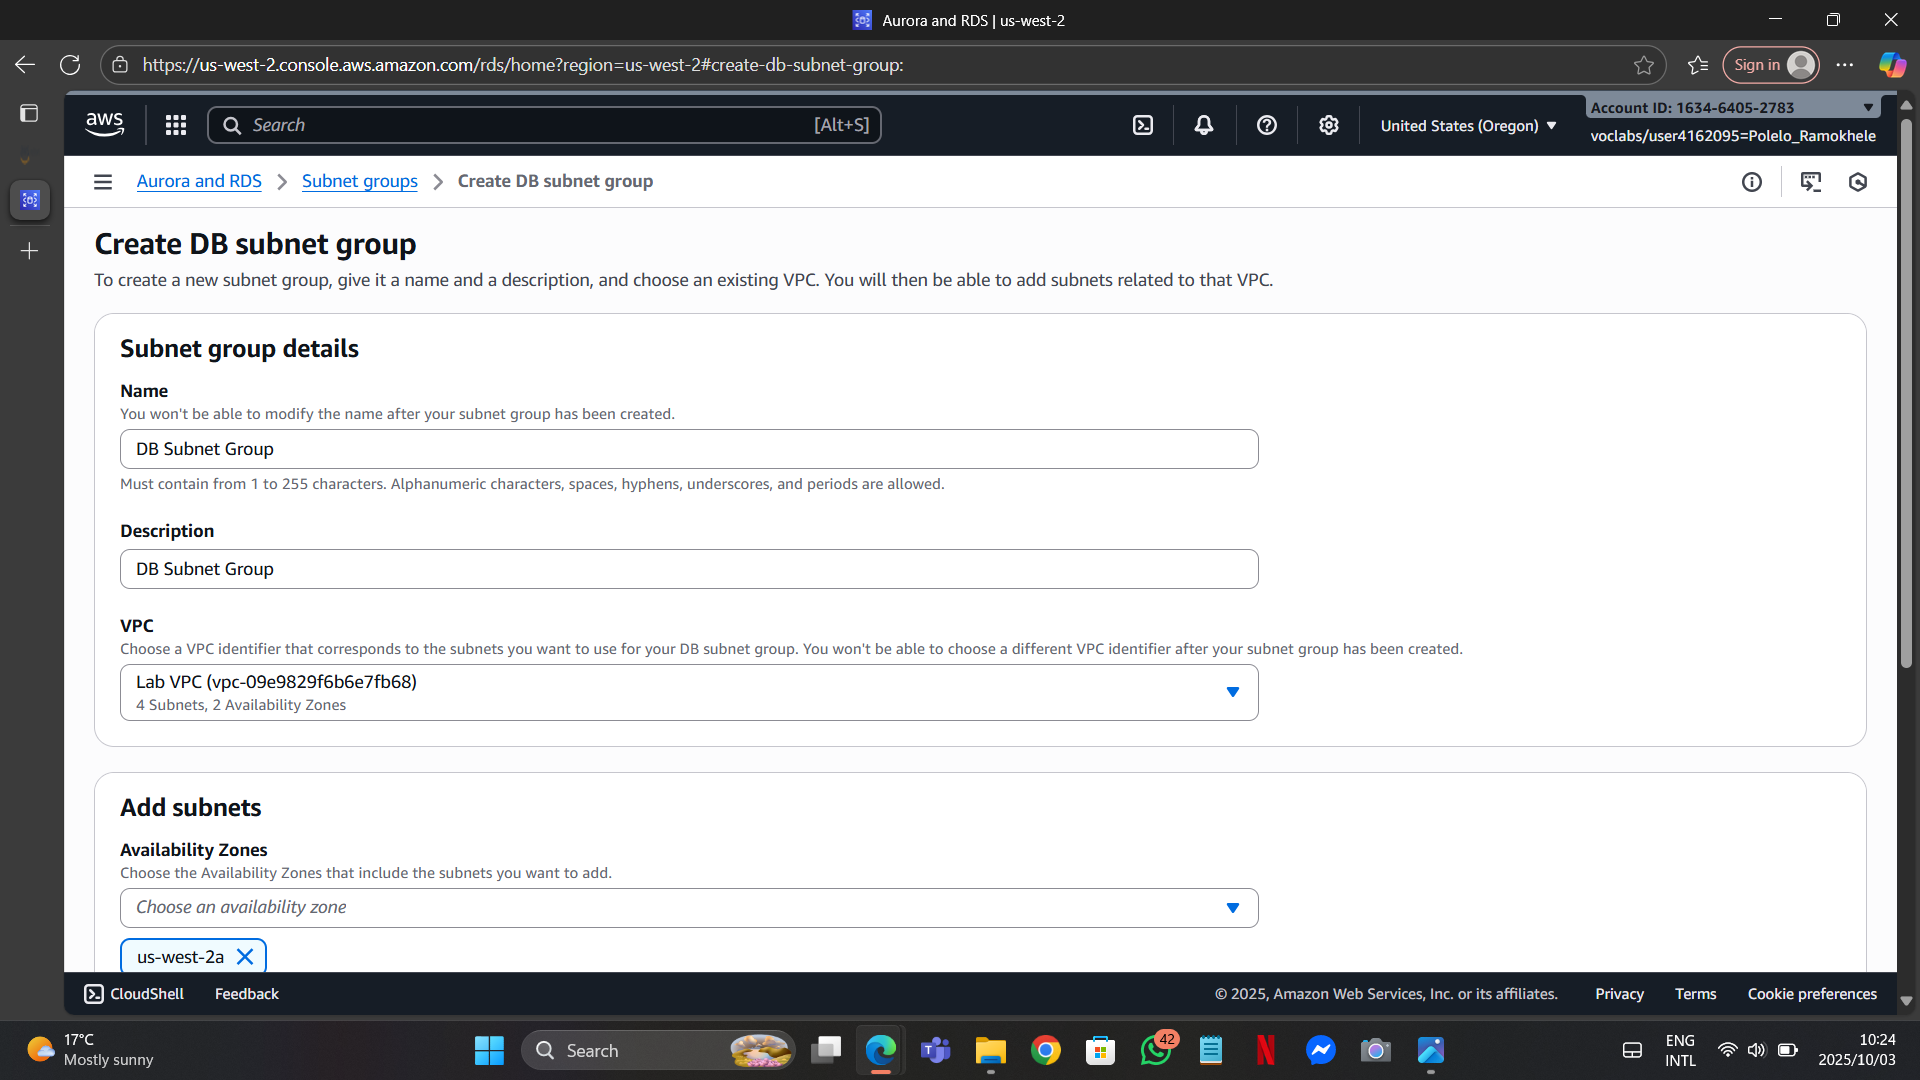 Aurora and RDS | us-west-2
https://us-west-2.console.aws.amazon.com/rds/home?region=us-west-2#create-db-subnet-group:
Sign in
aws
Search
[Alt+S]
United States (Oregon)
Account ID: 1634-6405-2783
voclabs/user4162095=Polelo_Ramokhele
Aurora and RDS
Subnet groups
Create DB subnet group
Create DB subnet group
To create a new subnet group, give it a name and a description, and choose an existing VPC. You will then be able to add subnets related to that VPC.
Subnet group details
Name
You won't be able to modify the name after your subnet group has been created.
DB Subnet Group
Must contain from 1 to 255 characters. Alphanumeric characters, spaces, hyphens, underscores, and periods are allowed.
Description
DB Subnet Group
VPC
Choose a VPC identifier that corresponds to the subnets you want to use for your DB subnet group. You won't be able to choose a different VPC identifier after your subnet group has been created.
Lab VPC (vpc-09e9829f6b6e7fb68)
4 Subnets, 2 Availability Zones
Add subnets
Availability Zones
Choose the Availability Zones that include the subnets you want to add.
Choose an availability zone
us-west-2a
CloudShell
Feedback
© 2025, Amazon Web Services, Inc. or its affiliates.
Privacy
Terms
Cookie preferences
17°C
Mostly sunny
Search
42
ENG
INTL
10:24
2025/10/03